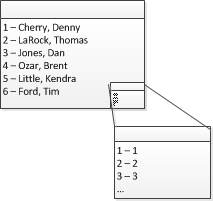 1 – Cherry, Denny
2 – LaRock, Thomas
3 – Jones, Dan
4 – Ozar, Brent
5 – Little, Kendra
6 – Ford, Tim
1 – 1
2 – 2
3 – 3
...